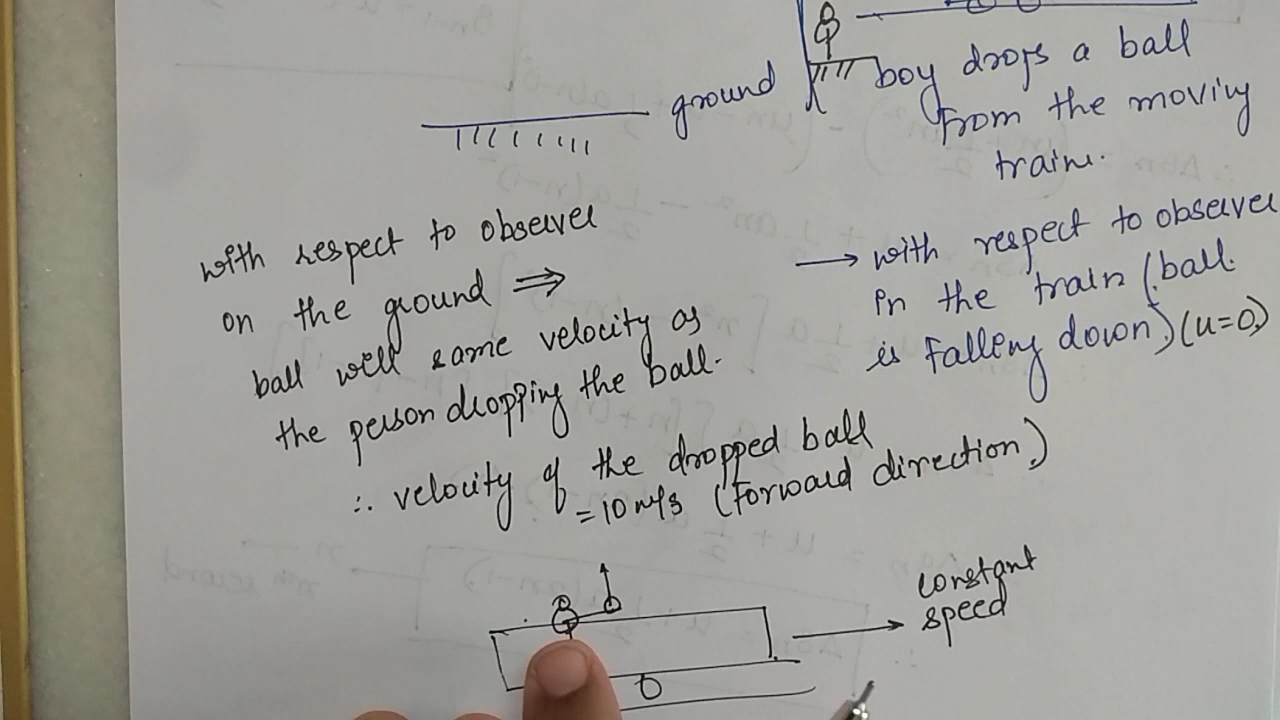 ground
boy drops a ball
from the moving
train.
with respect to observer
on the ground ⇒
ball will same velocity as
the person dropping the ball.
∴ velocity of the dropped ball
= 10 m/s (forward direction)
→ with respect to observer
in the train (ball
is falling down) (u=0)
constant
speed